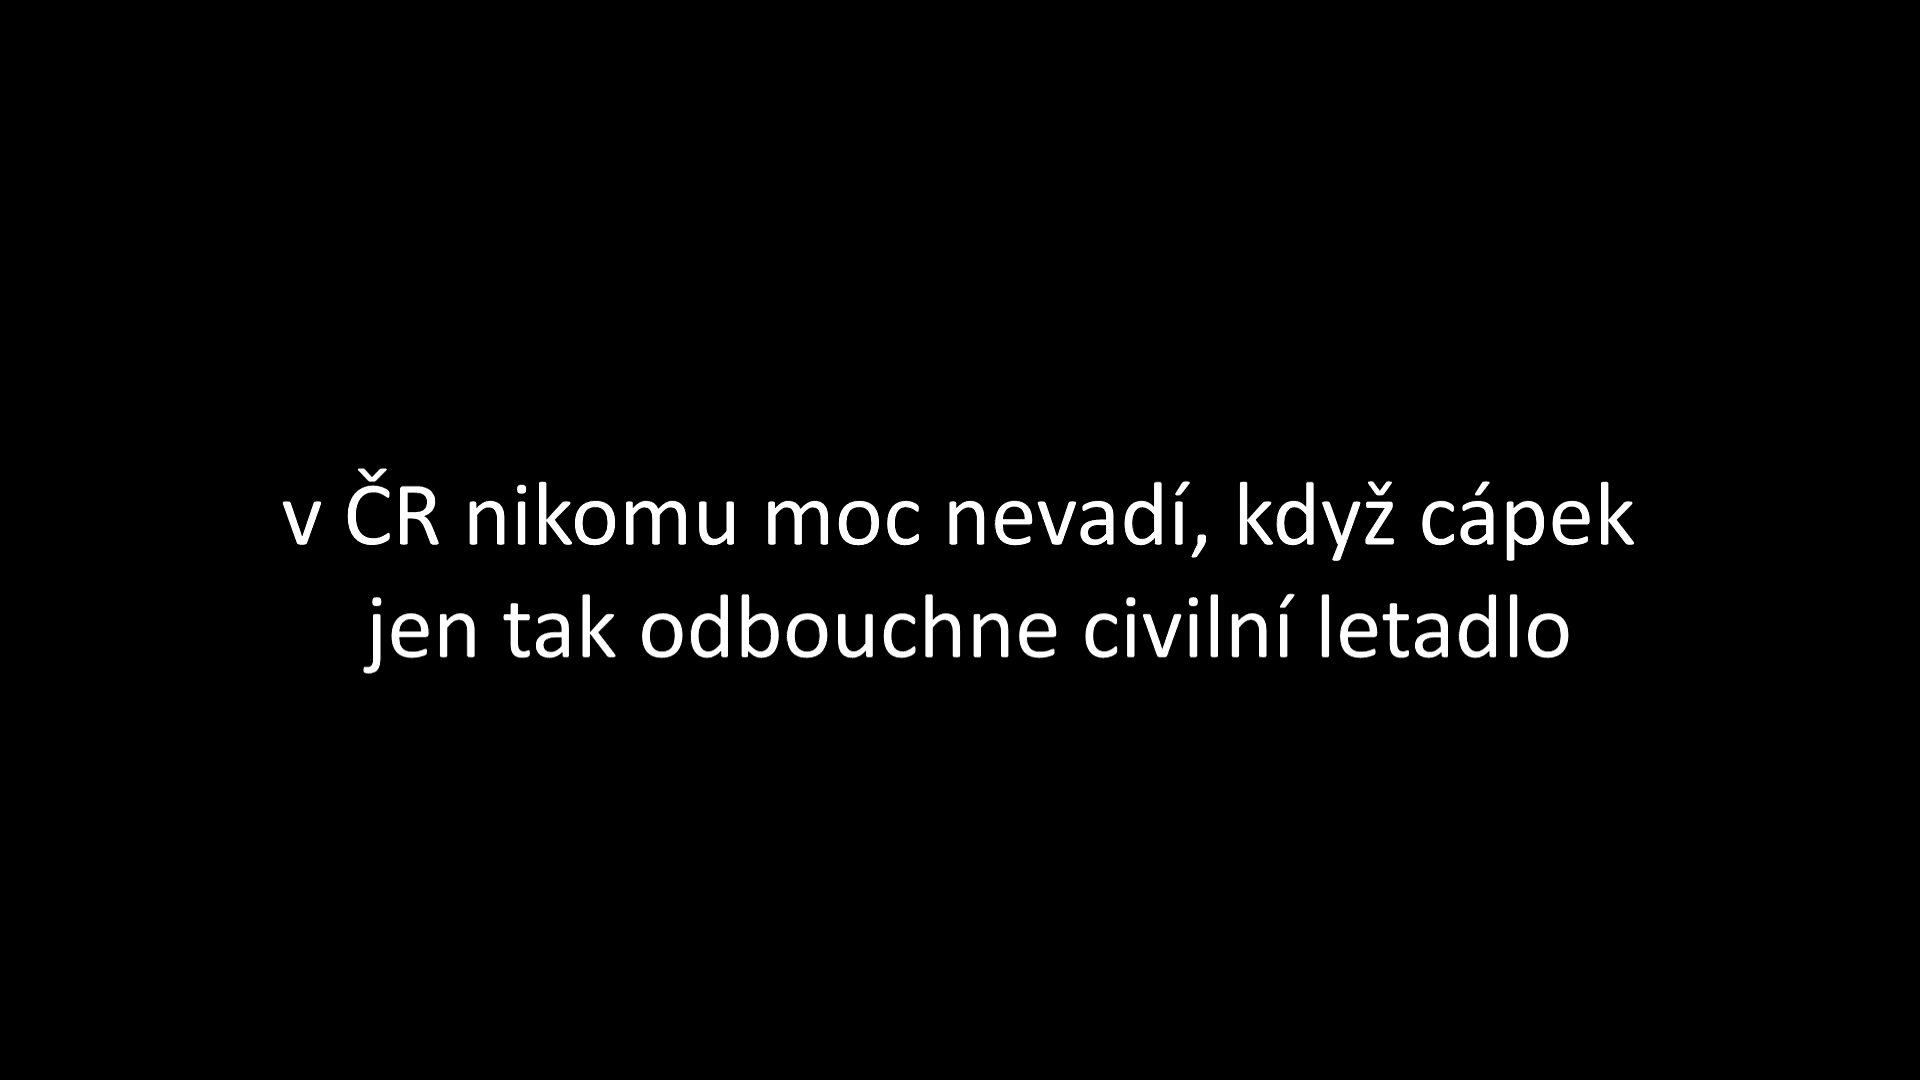 v ČR nikomu moc nevadí, když cápek
jen tak odbouchne civilní letadlo